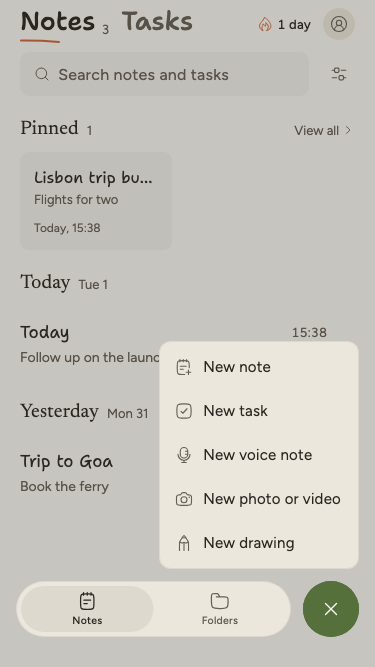 Notes 3 Tasks
1 day
Search notes and tasks
Pinned 1
View all
Lisbon trip bu...
Flights for two
Today, 15:38
Today Tue 1
Today 15:38
Follow up on the launc
Yesterday Mon 31
Trip to Goa
Book the ferry
New note
New task
New voice note
New photo or video
New drawing
Notes
Folders